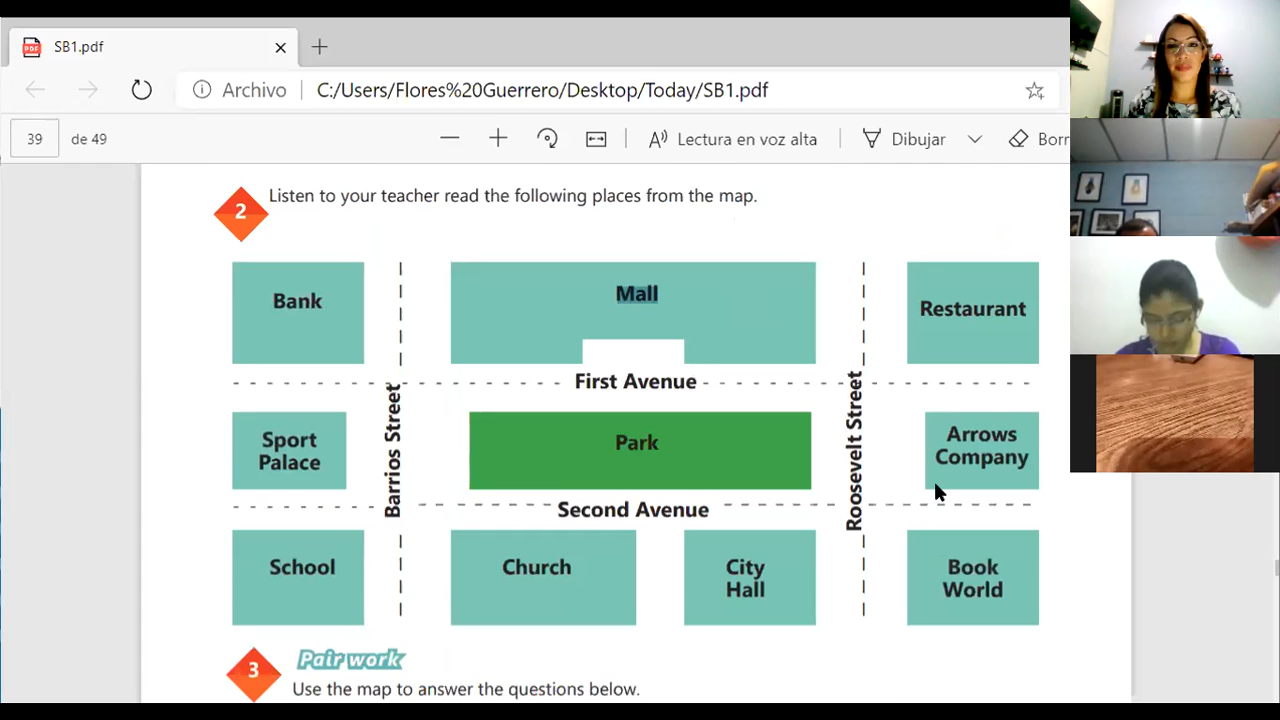 SB1.pdf
Archivo
C:/Users/Flores%20Guerrero/Desktop/Today/SB1.pdf
39
de 49
Lectura en voz alta
Dibujar
Borr
2
Listen to your teacher read the following places from the map.
Bank
Mall
Restaurant
First Avenue
Sport
Palace
Barrios Street
Park
Roosevelt Street
Arrows
Company
Second Avenue
School
Church
City
Hall
Book
World
3
Pair work
Use the map to answer the questions below.